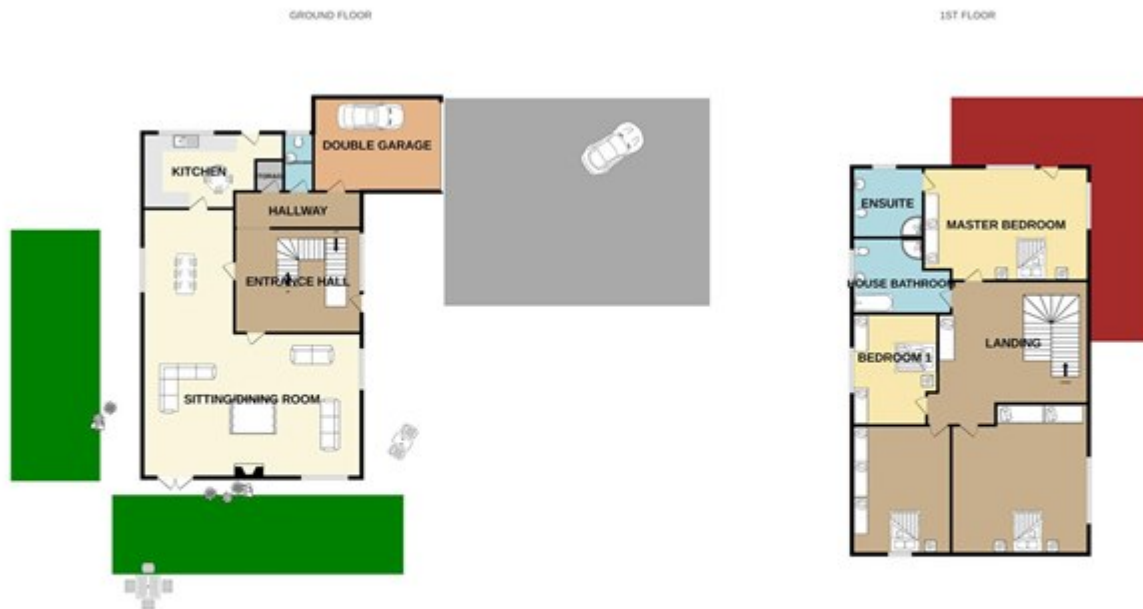 GROUND FLOOR
1ST FLOOR
DOUBLE GARAGE
KITCHEN
HALLWAY
ENTRANCE HALL
SITTING/DINING ROOM
ENSUITE
MASTER BEDROOM
HOUSE BATHROOM
LANDING
BEDROOM 1